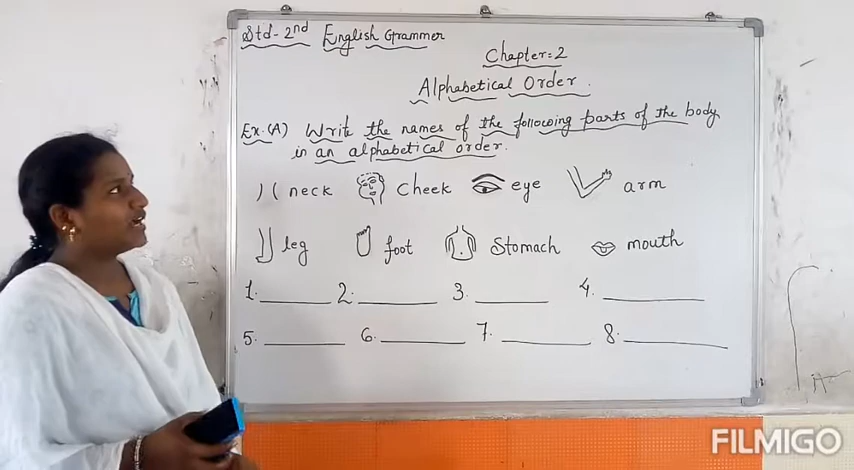 Std-2nd English Grammer
Chapter:2
Alphabetical Order.
Ex.(A) Write the names of the following parts of the body
in an alphabetical order.
neck cheek eye arm
leg foot Stomach mouth
1. 2. 3. 4.
5. 6. 7. 8.
FILMIGO